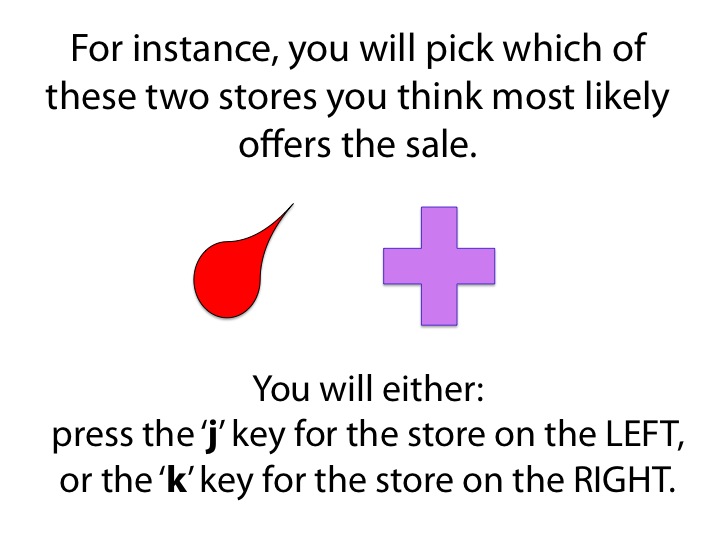 For instance, you will pick which of
these two stores you think most likely
offers the sale.
You will either:
press the ‘j’ key for the store on the LEFT,
or the ‘k’ key for the store on the RIGHT.